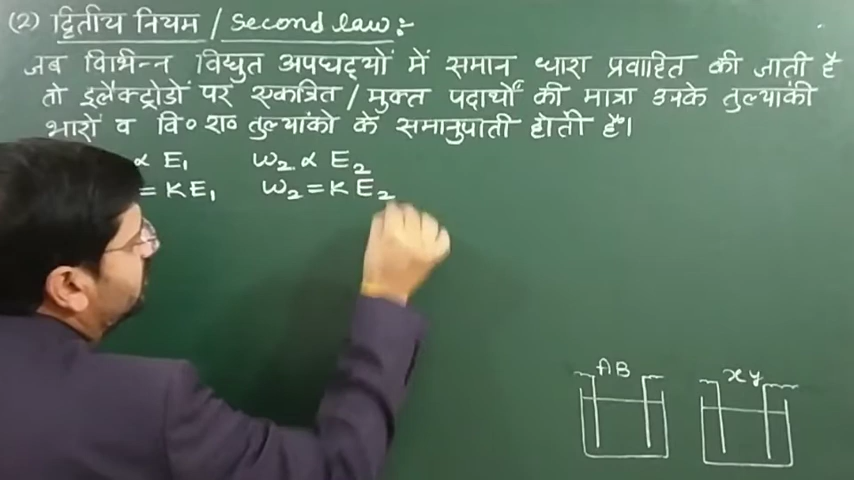 (2) द्वितीय नियम / Second law :-
जब विभिन्न विद्युत अपघट्यों में समान धारा प्रवाहित की जाती है
तो इलैक्ट्रोडों पर एकत्रित / मुक्त पदार्थों की मात्रा उनके तुल्यांकी
भारों व वि० रा० तुल्यांको के समानुपाती होती है।
∝ E₁ W₂ ∝ E₂
= KE₁ W₂ = K E₂
AB xy